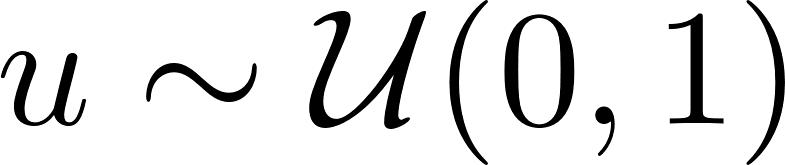 u ∼ 𝒰(0, 1)